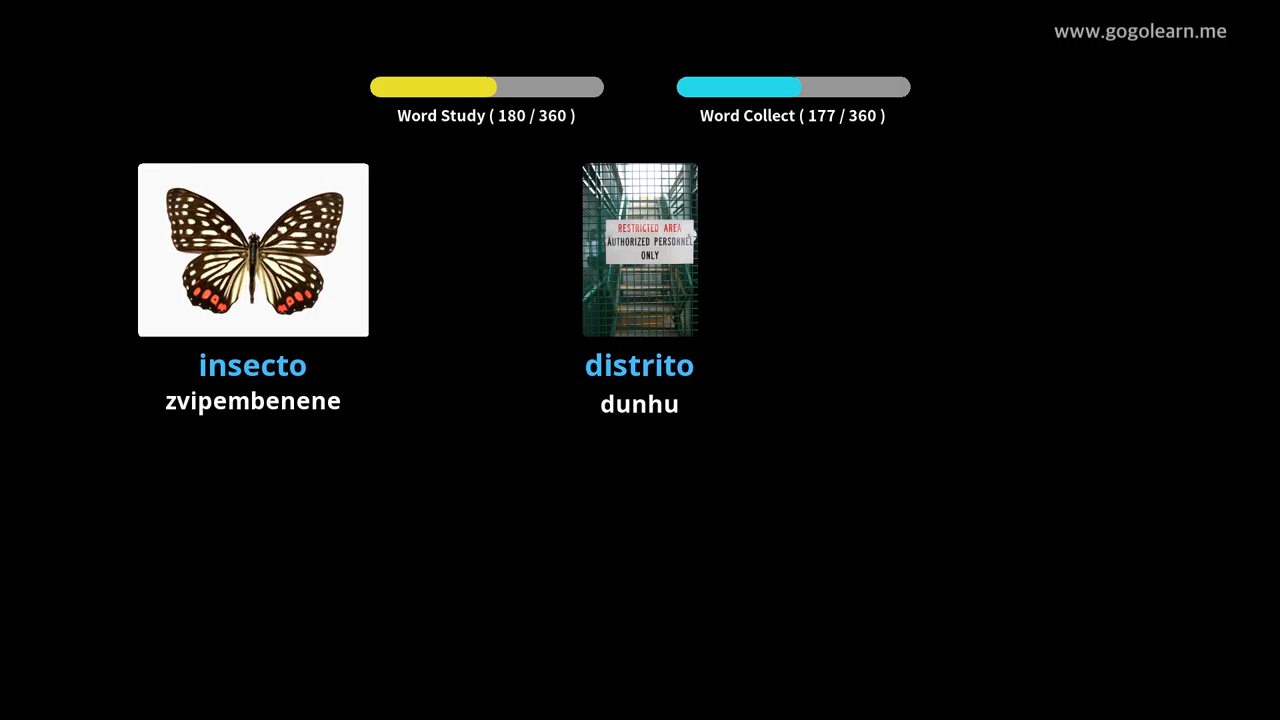 www.gogolearn.me
Word Study ( 180 / 360 )
Word Collect ( 177 / 360 )
RESTRICTED AREA
AUTHORIZED PERSONNEL
ONLY
insecto
zvipembenene
distrito
dunhu